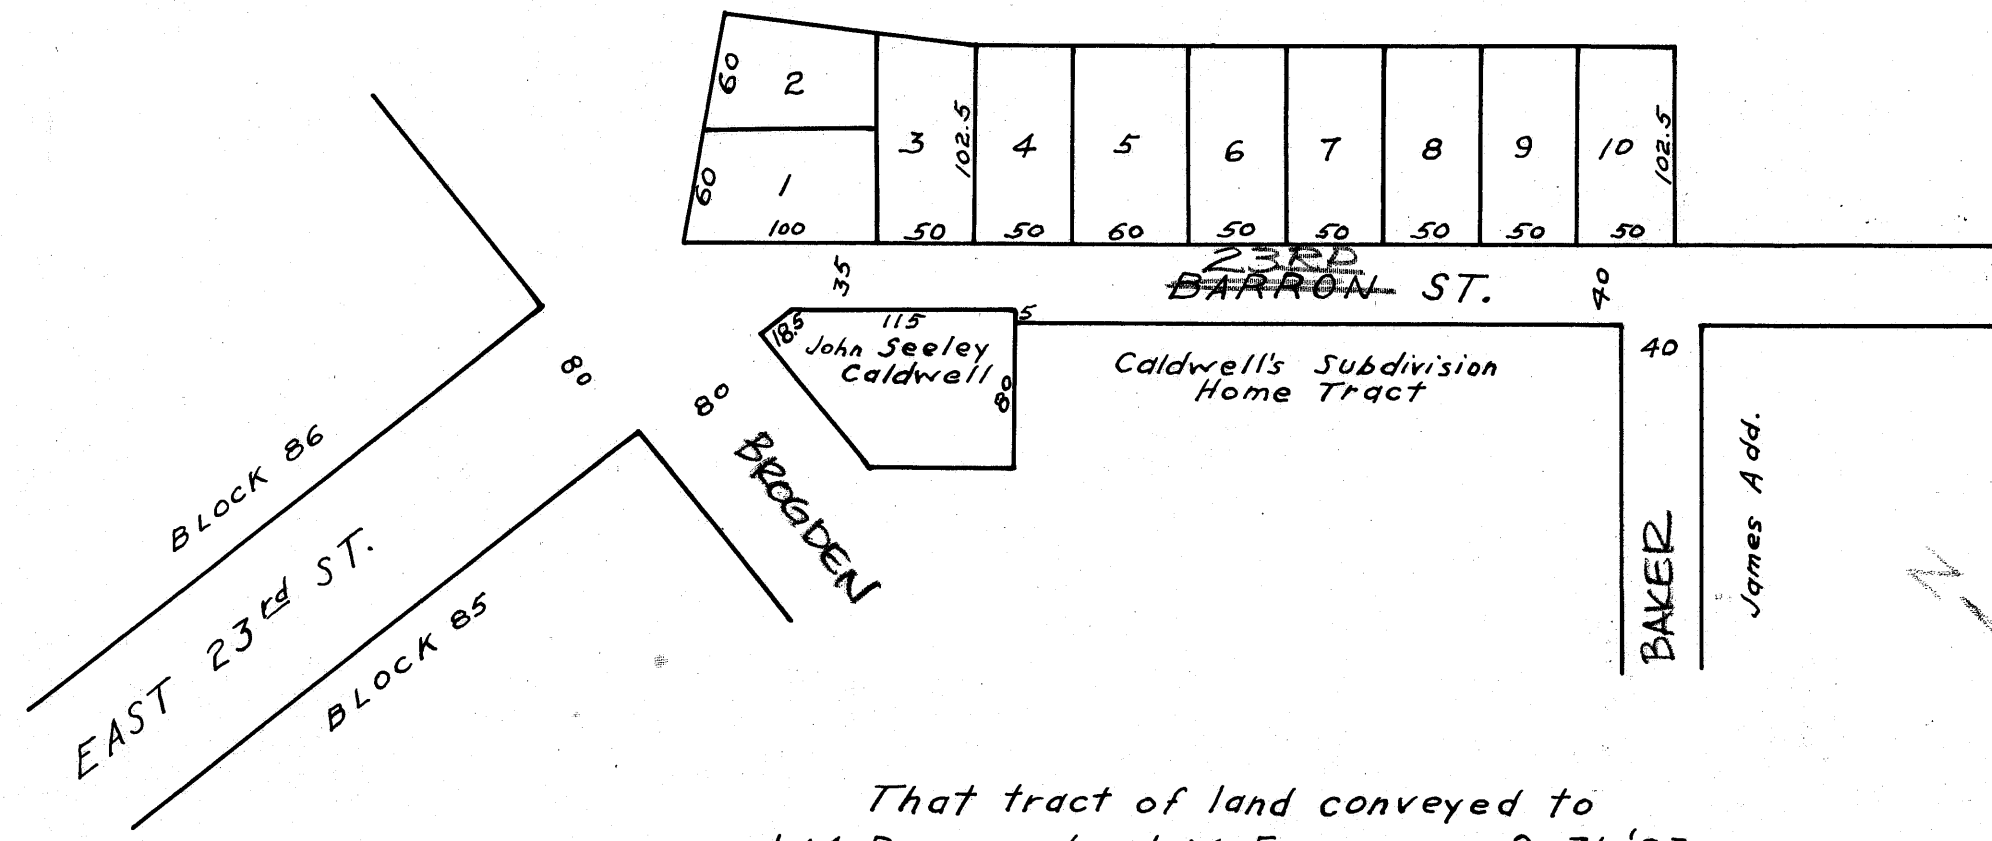 60
2
60
1
100
3
102.5
50
4
50
5
60
6
50
7
50
8
50
9
50
10
102.5
50
35
23RD
BARRON ST.
40
18.5
115
5
John Seeley
Caldwell
80
Caldwell's Subdivision
Home Tract
40
80
80
BROGDEN
BLOCK 86
EAST 23rd ST.
BLOCK 85
BAKER
James Add.
N
That tract of land conveyed to